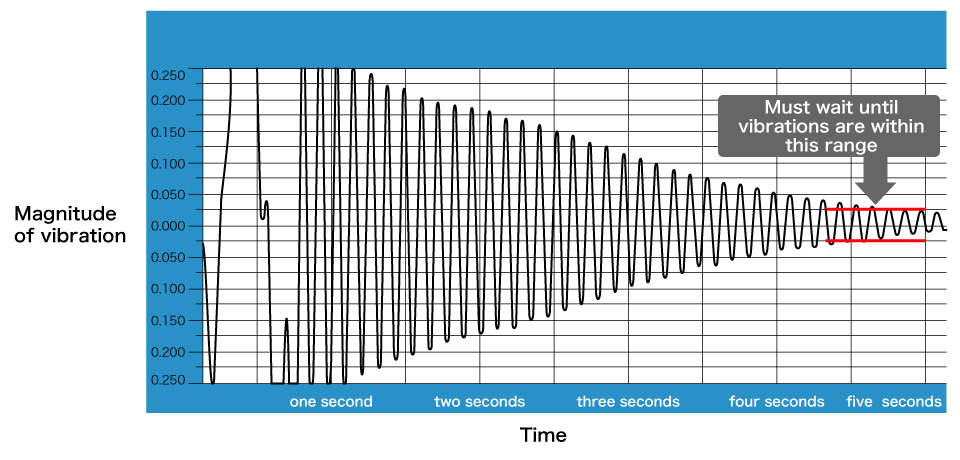 0.250
0.200
0.150
0.100
0.050
0.000
0.050
0.100
0.150
0.200
0.250
Must wait until
vibrations are within
this range
Magnitude
of vibration
one second
two seconds
three seconds
four seconds
five seconds
Time